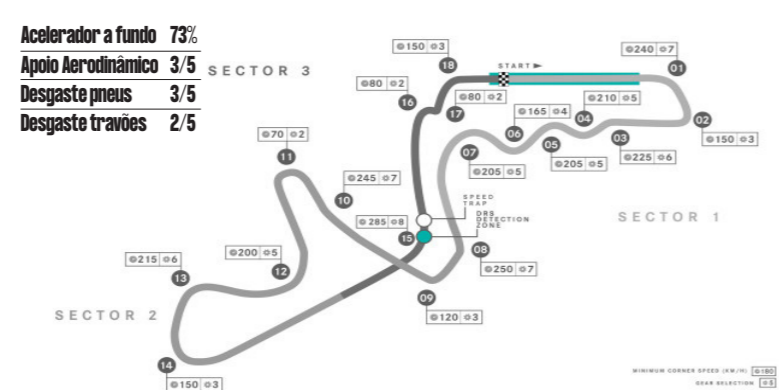 Acelerador a fundo 73%
Apoio Aerodinâmico 3/5
Desgaste pneus 3/5
Desgaste travões 2/5
SECTOR 3
150 3
18
START
240 7
01
80 2
16
80 2
17
165 4
06
210 5
04
02
150 3
70 2
11
07
205 5
05
205 5
03
225 6
245 7
10
SPEED
TRAP
DRS
DETECTION
ZONE
285 8
15
SECTOR 1
200 5
12
215 6
13
08
250 7
09
120 3
SECTOR 2
14
150 3
MINIMUM CORNER SPEED (KM/H) 180
GEAR SELECTION 3